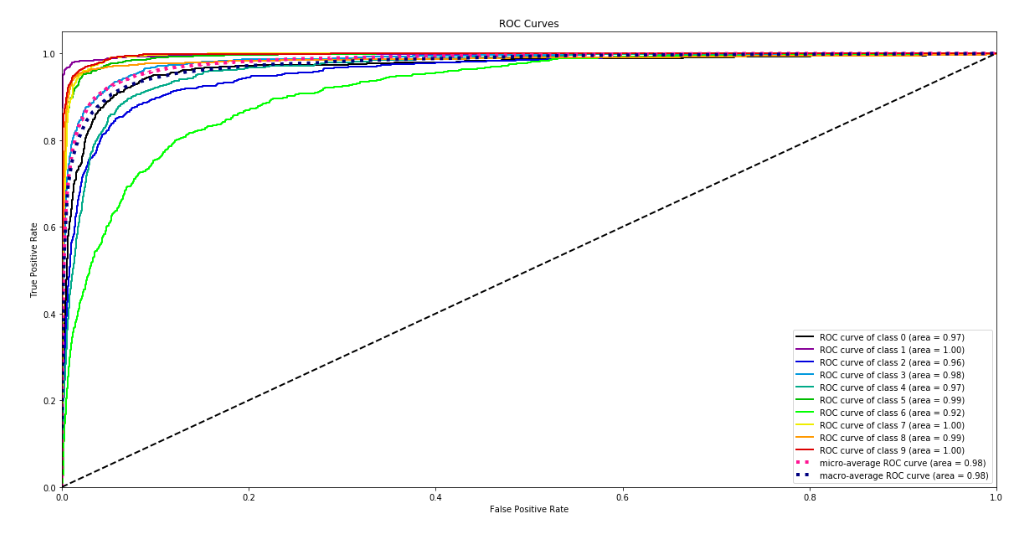 ROC Curves
True Positive Rate
1.0
0.8
0.6
0.4
0.2
0.0
ROC curve of class 0 (area = 0.97)
ROC curve of class 1 (area = 1.00)
ROC curve of class 2 (area = 0.96)
ROC curve of class 3 (area = 0.98)
ROC curve of class 4 (area = 0.97)
ROC curve of class 5 (area = 0.99)
ROC curve of class 6 (area = 0.92)
ROC curve of class 7 (area = 1.00)
ROC curve of class 8 (area = 0.99)
ROC curve of class 9 (area = 1.00)
micro-average ROC curve (area = 0.98)
macro-average ROC curve (area = 0.98)
0.0 0.2 0.4 0.6 0.8 1.0
False Positive Rate